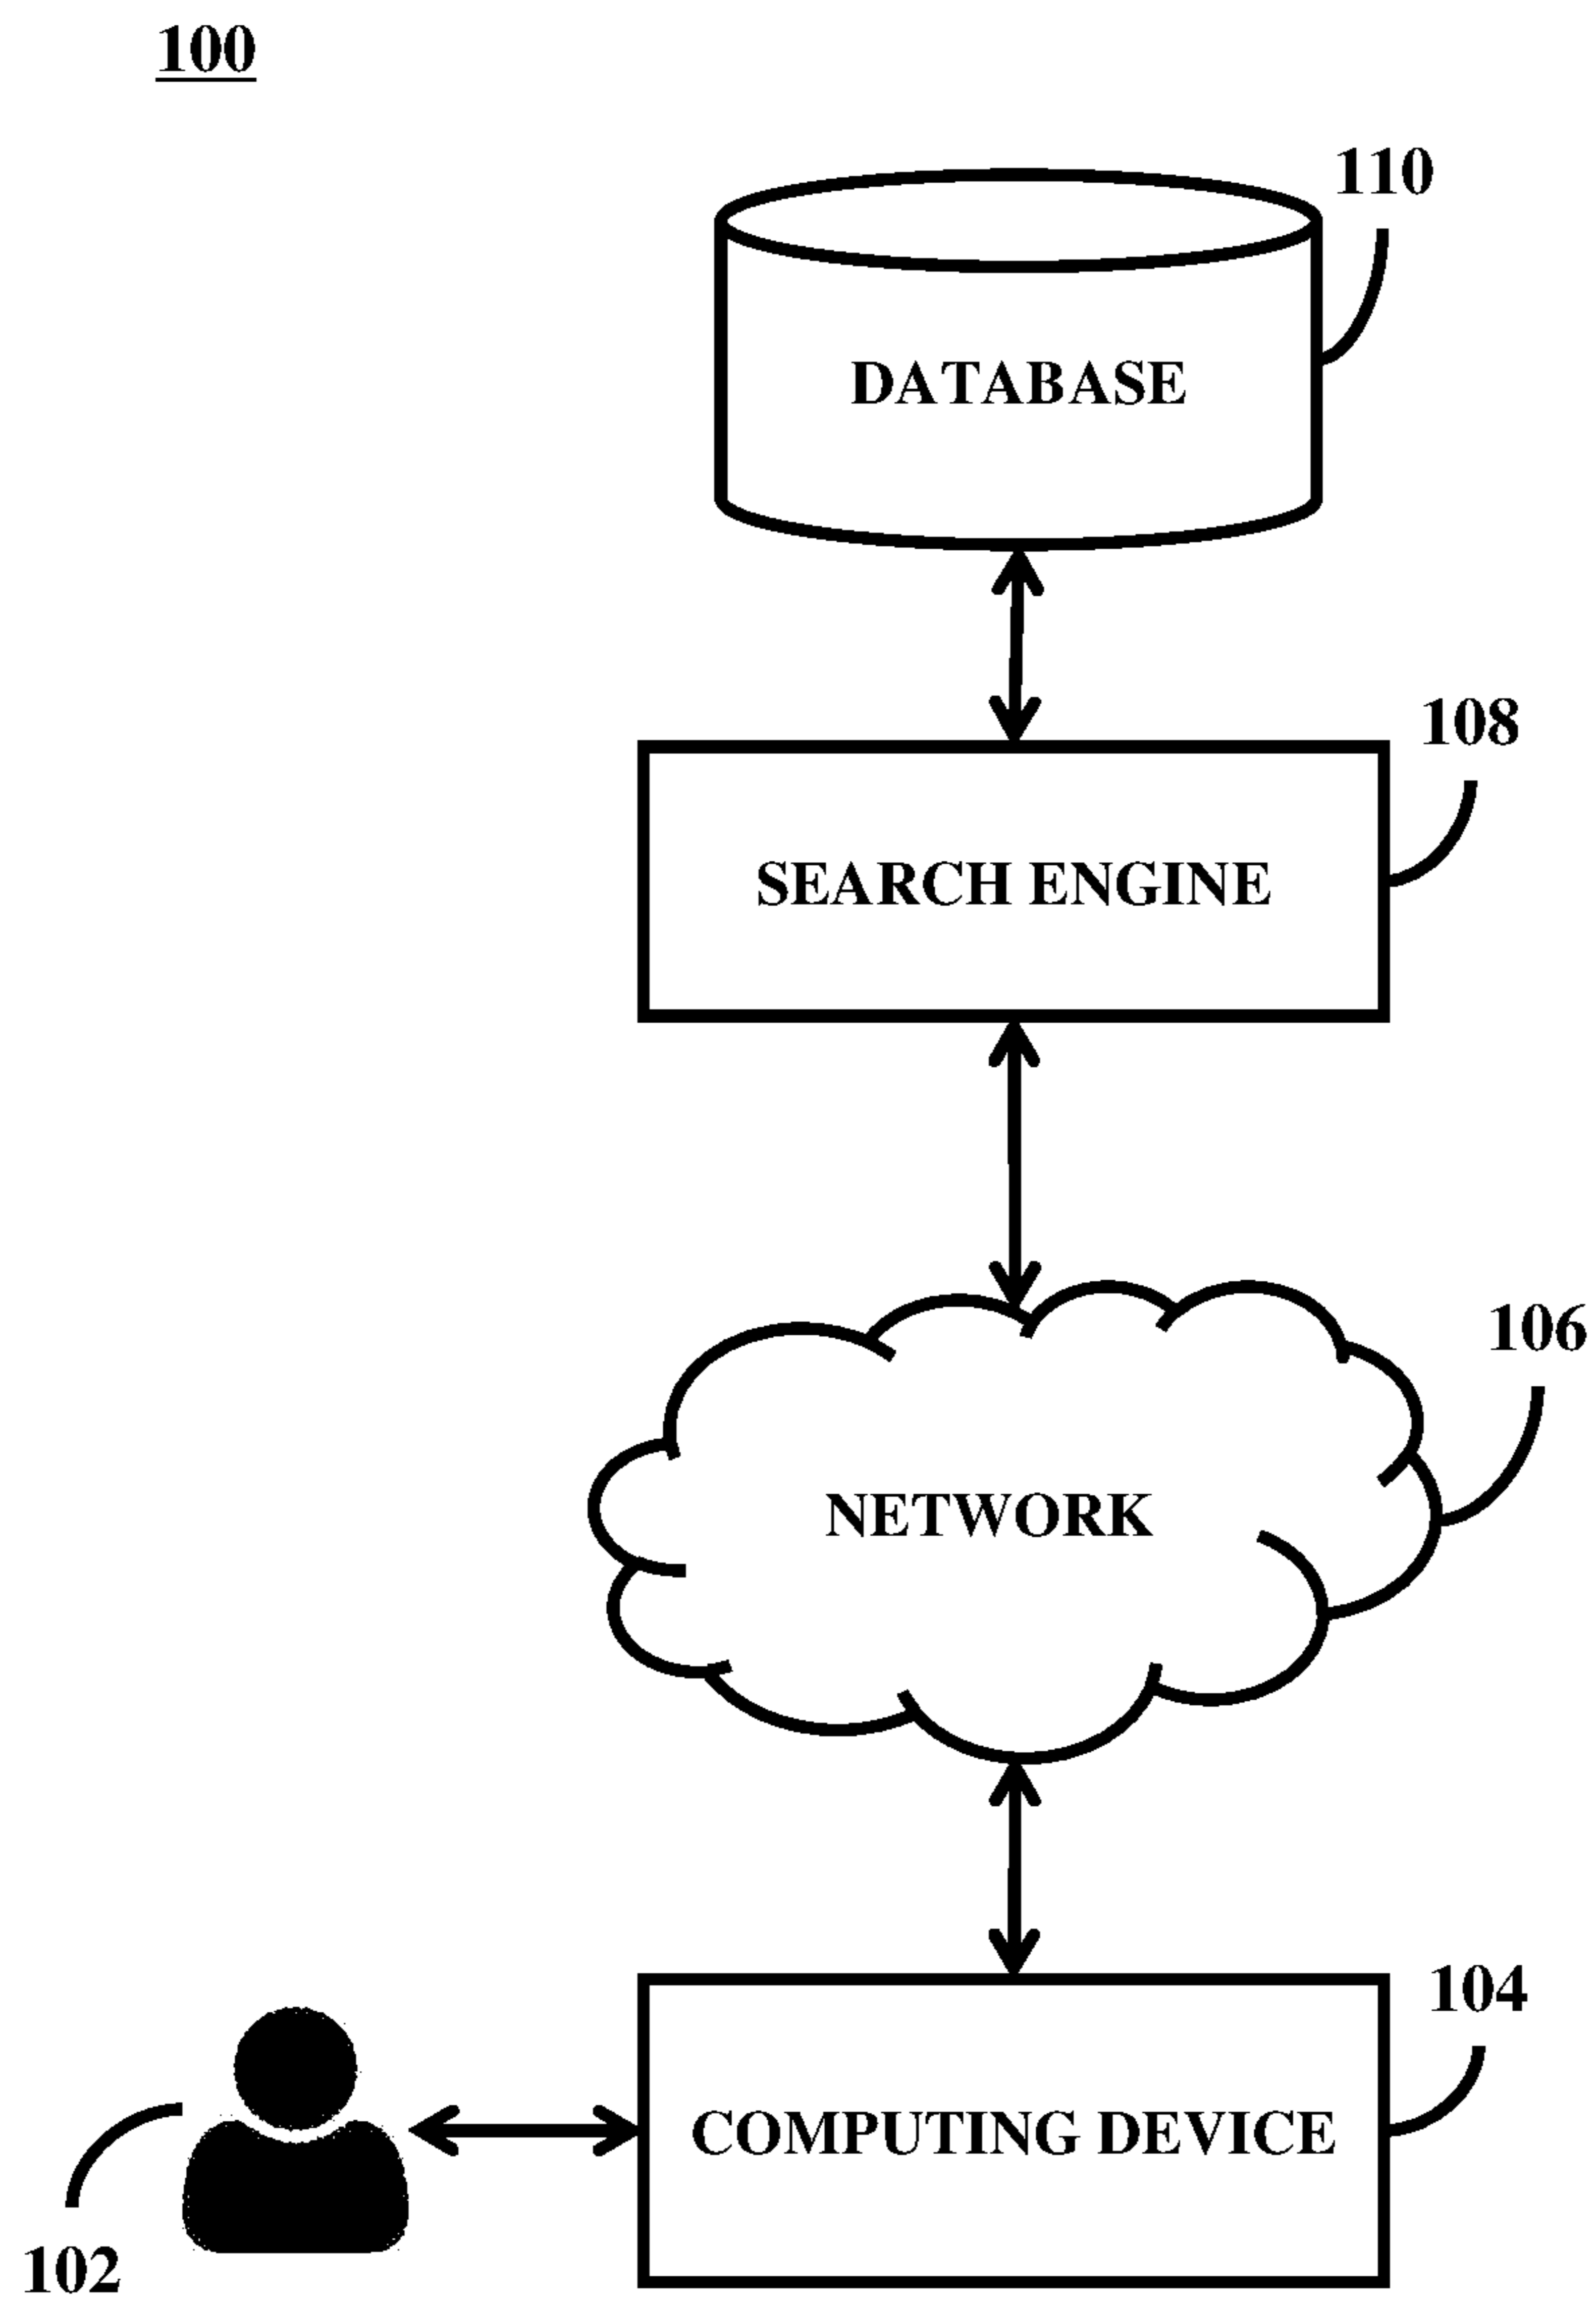 100
110
DATABASE
108
SEARCH ENGINE
106
NETWORK
104
COMPUTING DEVICE
102